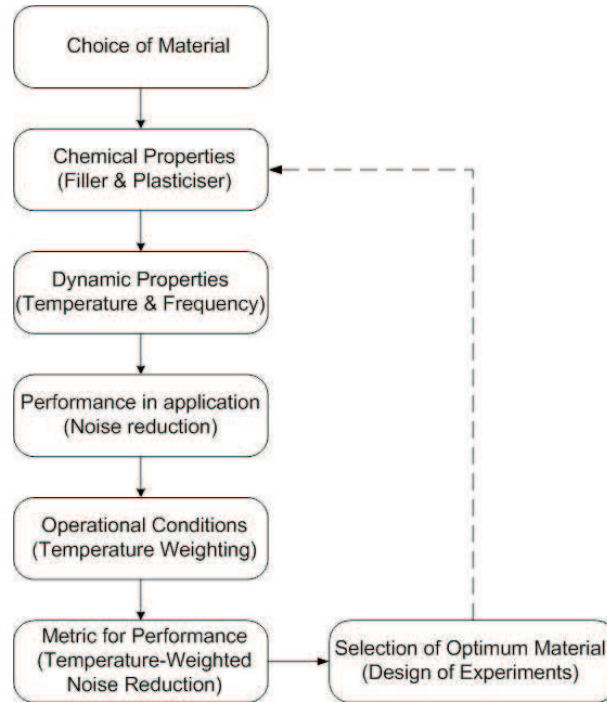 Choice of Material
Chemical Properties
(Filler & Plasticiser)
Dynamic Properties
(Temperature & Frequency)
Performance in application
(Noise reduction)
Operational Conditions
(Temperature Weighting)
Metric for Performance
(Temperature-Weighted
Noise Reduction)
Selection of Optimum Material
(Design of Experiments)